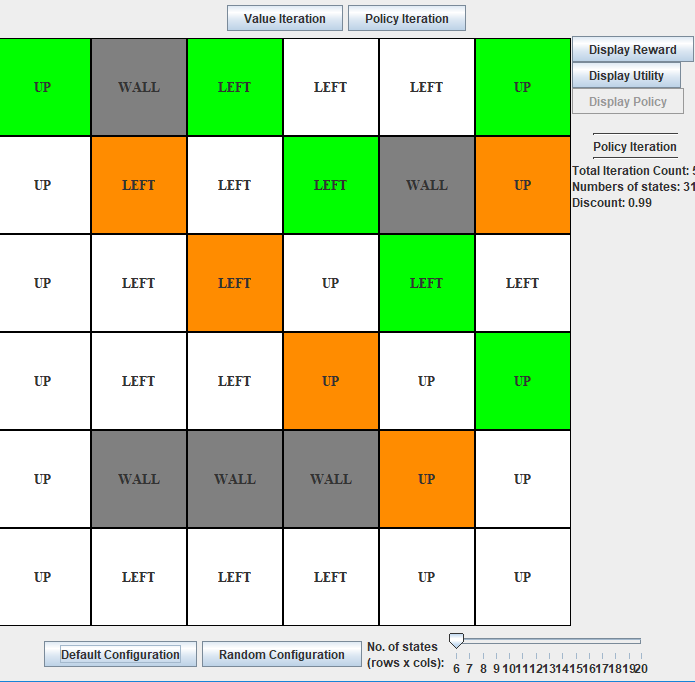 Value Iteration Policy Iteration
UP WALL LEFT LEFT LEFT UP
Display Reward
Display Utility
Display Policy
Policy Iteration
Total Iteration Count:
Numbers of states: 31
Discount: 0.99
UP LEFT LEFT LEFT WALL UP
UP LEFT LEFT UP LEFT LEFT
UP LEFT LEFT UP UP UP
UP WALL WALL WALL UP UP
UP LEFT LEFT LEFT UP UP
Default Configuration Random Configuration
No. of states
(rows x cols):
6 7 8 9 10 11 12 13 14 15 16 17 18 19 20